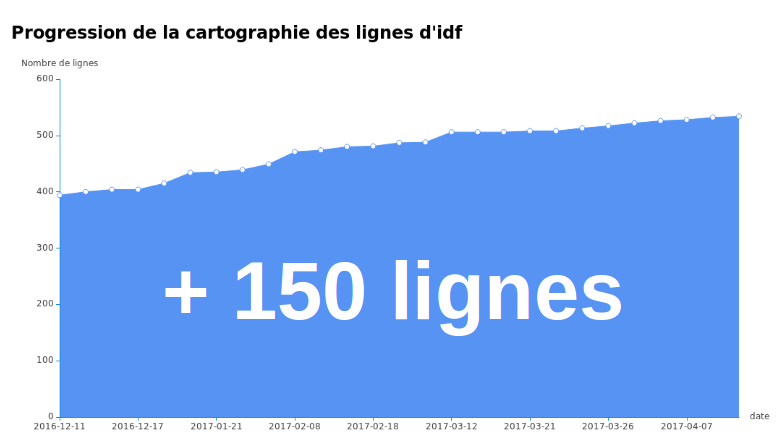 Progression de la cartographie des lignes d'idf
Nombre de lignes
600
500
400
300
200
100
0
+ 150 lignes
date
2016-12-11 2016-12-17 2017-01-21 2017-02-08 2017-02-18 2017-03-12 2017-03-21 2017-03-26 2017-04-07